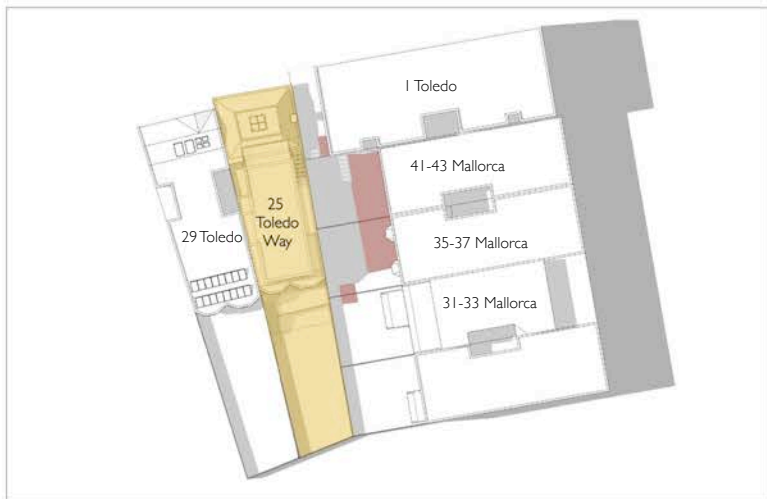 1 Toledo
41-43 Mallorca
25
Toledo
Way
29 Toledo
35-37 Mallorca
31-33 Mallorca